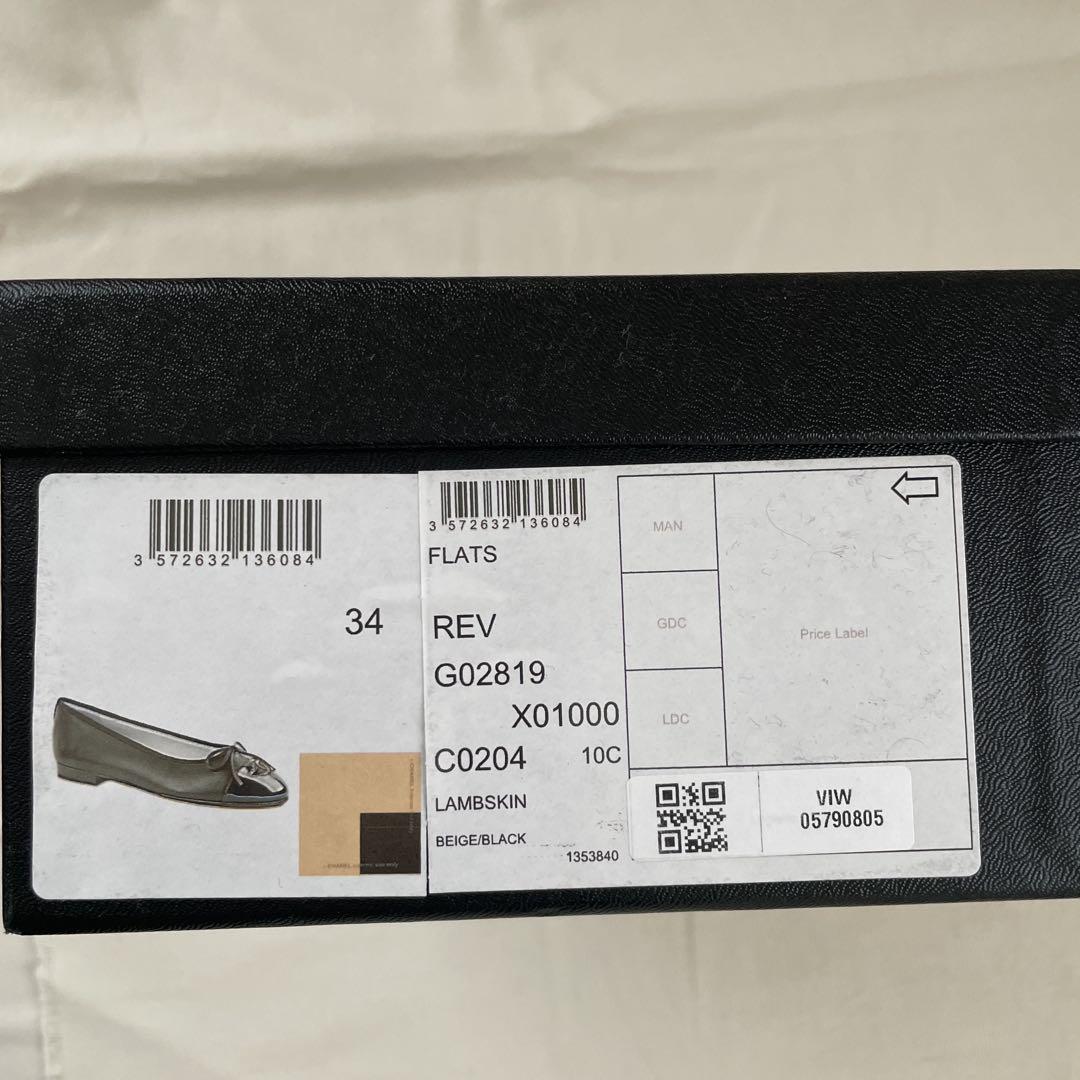 3 572632 136084
34
3 572632 136084
FLATS
REV
G02819
X01000
C0204 10C
LAMBSKIN
BEIGE/BLACK
1353840
MAN
GDC
LDC
Price Label
VIW
05790805